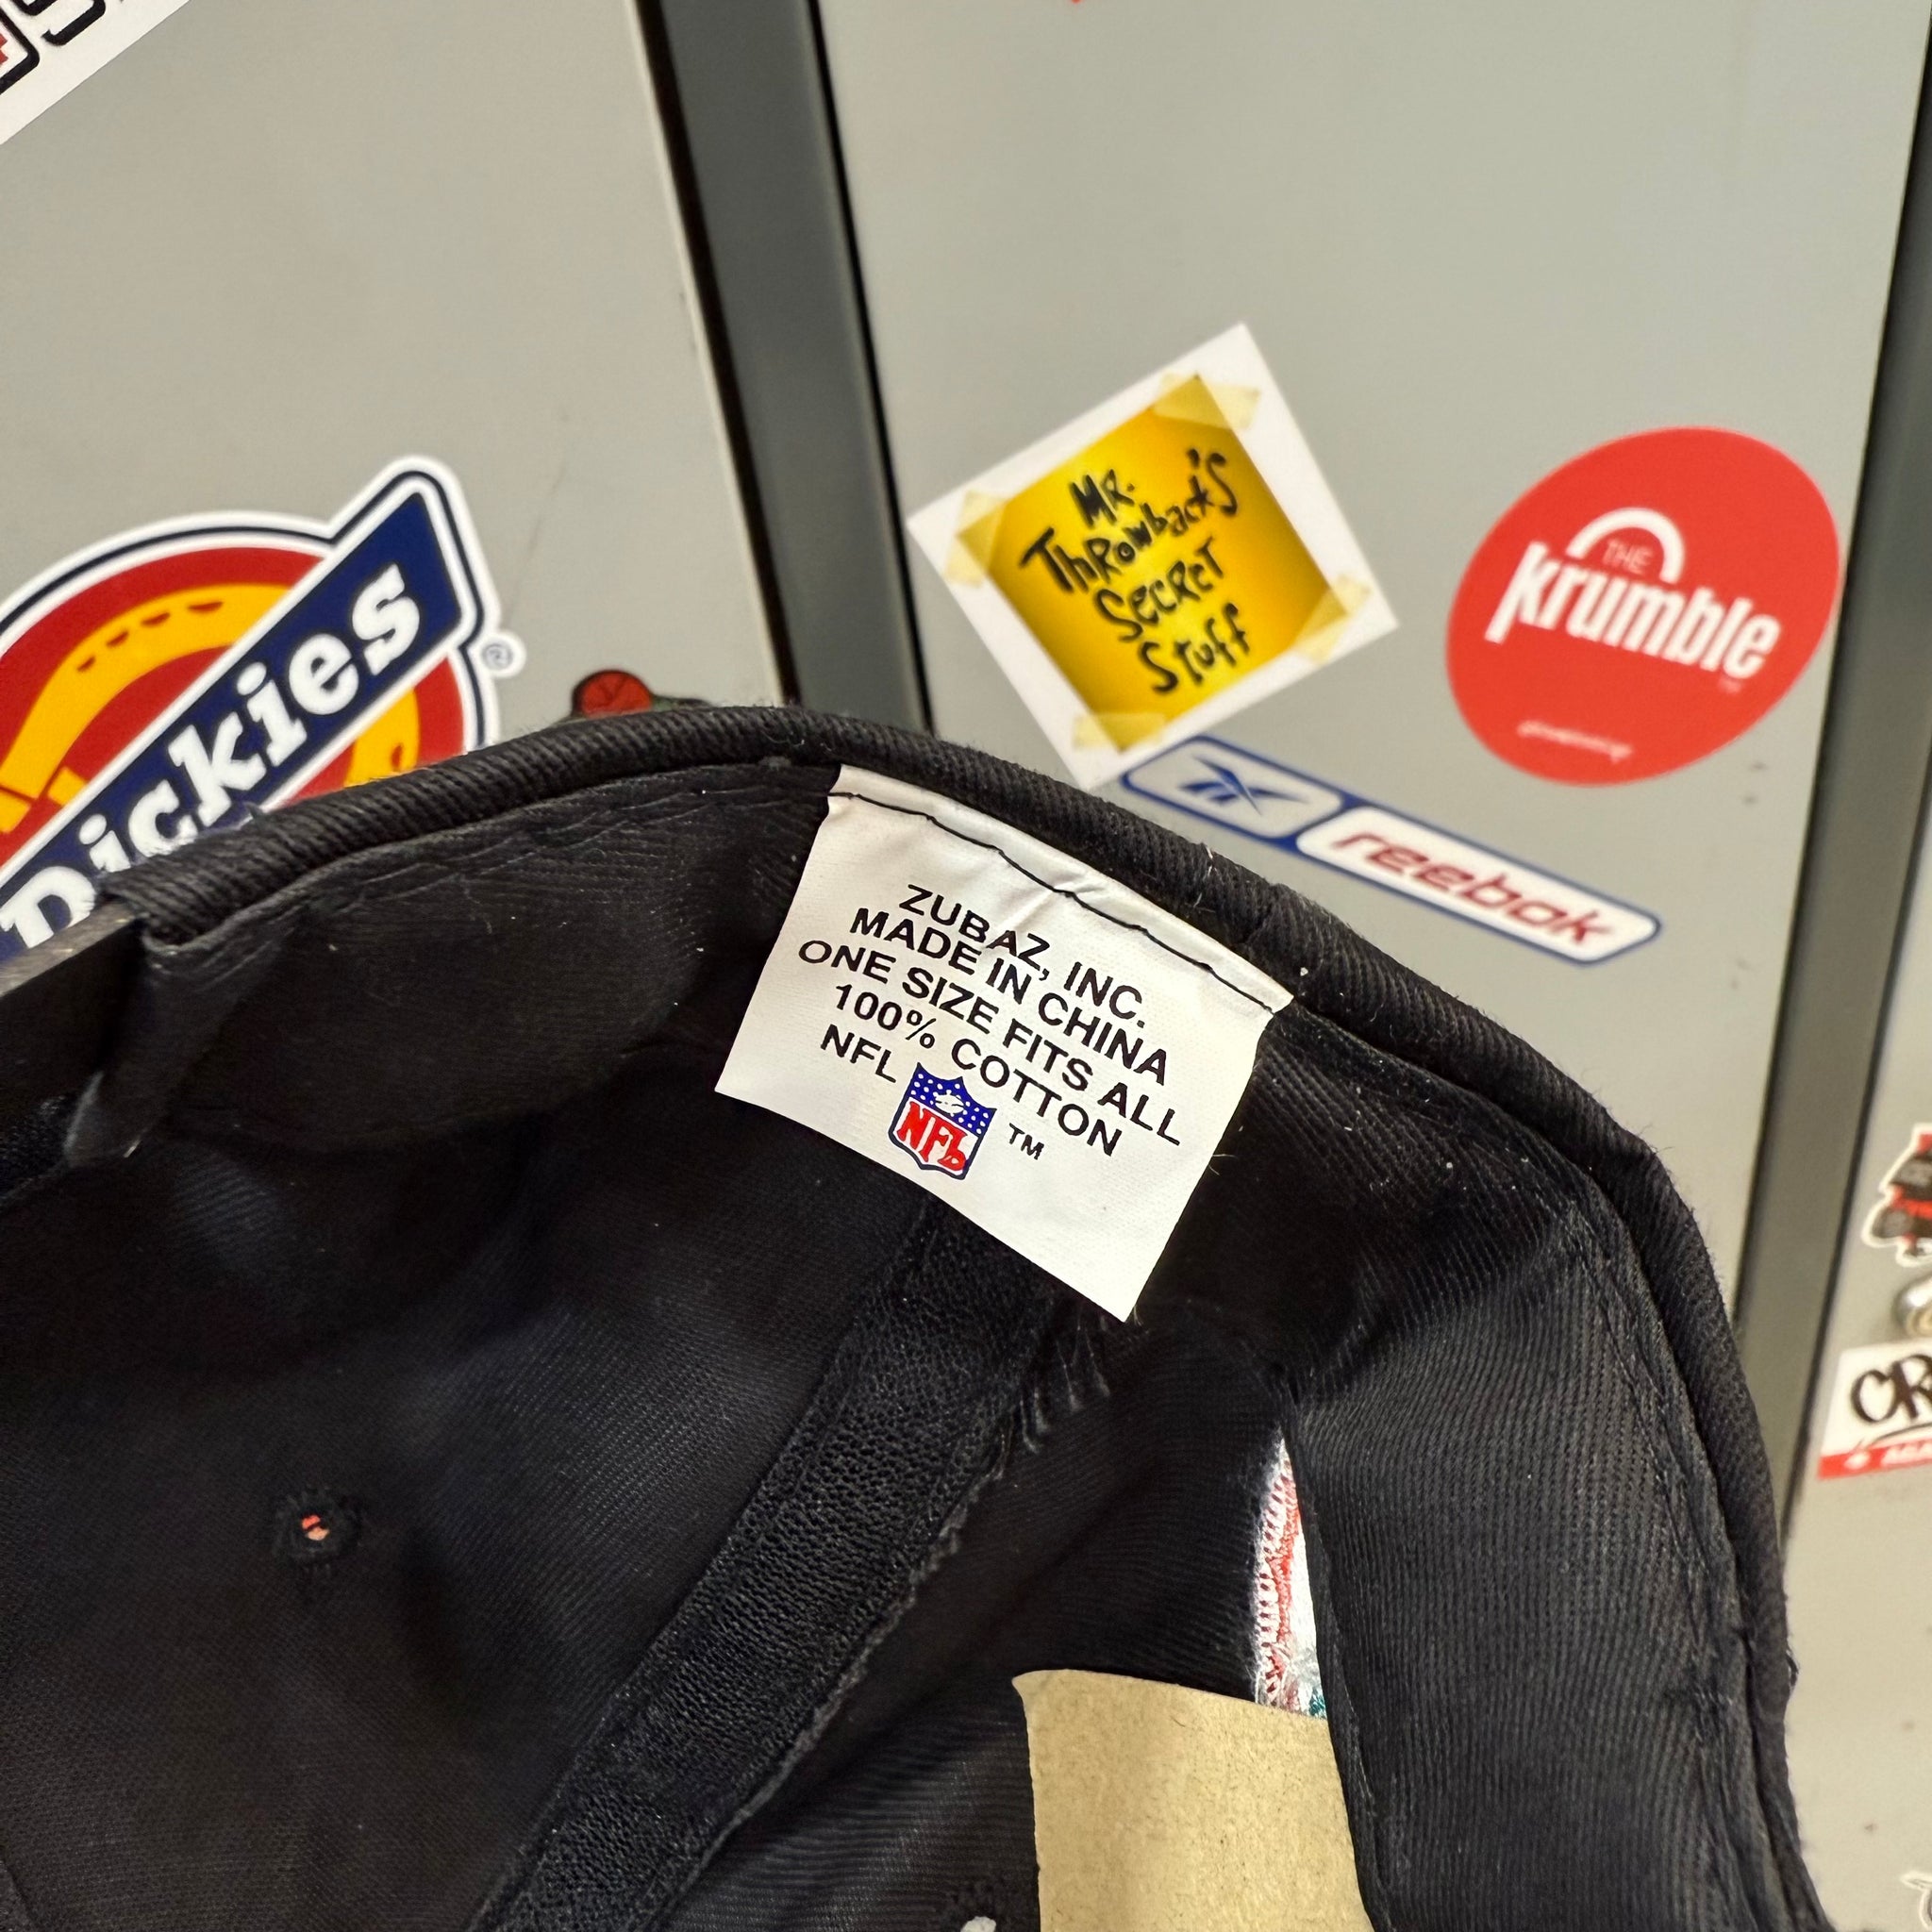 Dickies
®
MR.
ThRowback'S
Secret
Stuff
THE
krumble
reebok
ZUBAZ, INC.
MADE IN CHINA
ONE SIZE FITS ALL
100% COTTON
NFL NFL TM